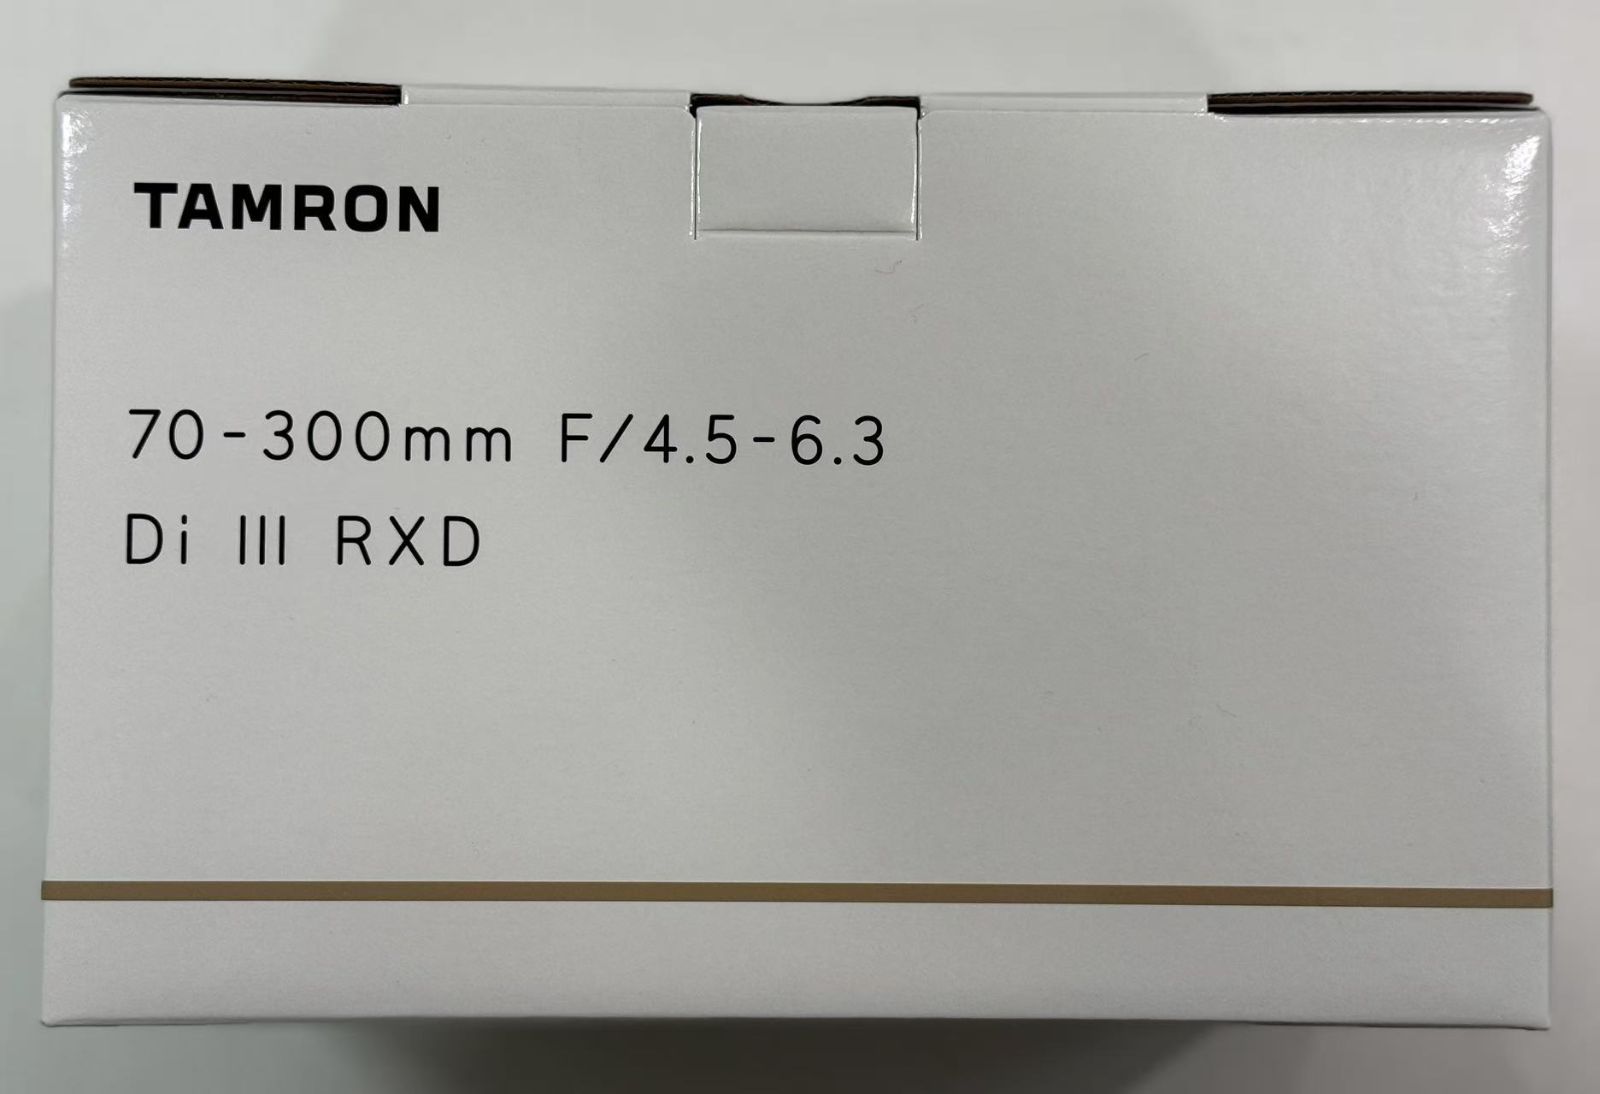 TAMRON
70-300mm F/4.5-6.3
Di III RXD